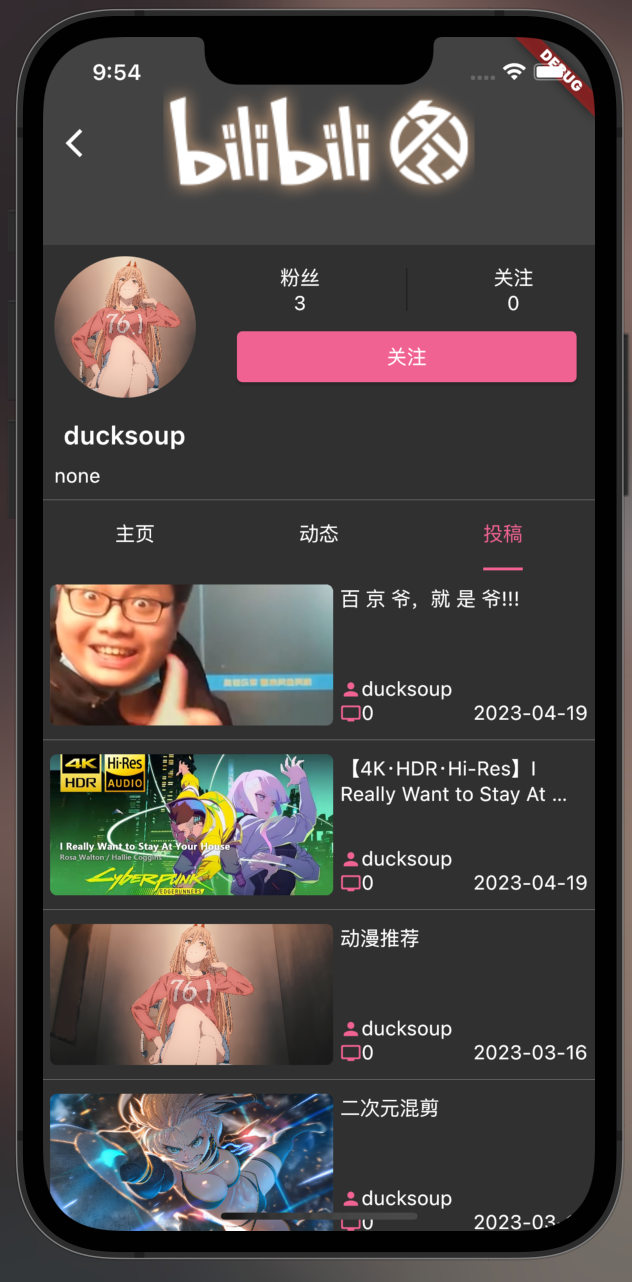 9:54
DEBUG
bilibili
粉丝
关注
3
0
关注
ducksoup
none
主页
动态
投稿
百 京 爷，就 是 爷!!!
ducksoup
0
2023-04-19
4K
Hi-Res
HDR
AUDIO
I Really Want to Stay At Your House
Rosa Walton / Hallie Coggins
CYBERPUNK
EDGERUNNERS
【4K·HDR·Hi-Res】I
Really Want to Stay At ...
ducksoup
0
2023-04-19
76.1
动漫推荐
ducksoup
0
2023-03-16
二次元混剪
ducksoup
0
2023-03-